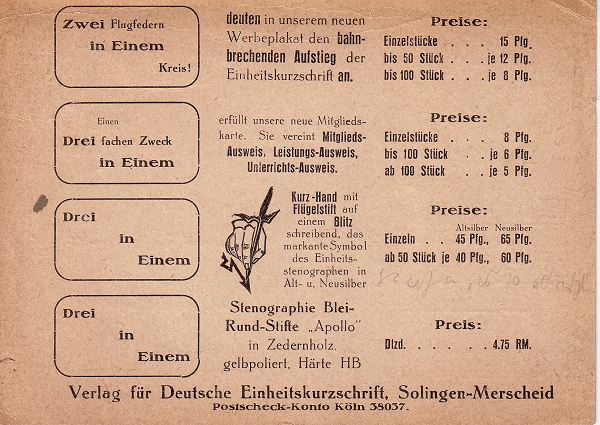 Zwei Flugfedern
in Einem
Kreis!
deuten in unserem neuen
Werbeplakat den bahn-
brechenden Aufstieg der
Einheitskurzschrift an.
Preise:
Einzelstücke . . . 15 Pfg.
bis 50 Stück . . je 12 Pfg.
bis 100 Stück . je 8 Pfg.
Einen
Drei fachen Zweck
in Einem
erfüllt unsere neue Mitglieds-
karte. Sie vereint Mitglieds-
Ausweis, Leistungs-Ausweis,
Unterrichts-Ausweis.
Preise:
Einzelstücke . . . 8 Pfg.
bis 100 Stück . je 6 Pfg.
ab 100 Stück . je 5 Pfg.
Drei
in
Einem
Kurz-Hand mit
Flügelstift auf
einem Blitz
schreibend, das
markante Symbol
des Einheits-
stenographen in
Alt- u. Neusilber
Preise:
Altsilber Neusilber
Einzeln . . 45 Pfg., 65 Pfg.
ab 50 Stück je 40 Pfg., 60 Pfg.
Drei
in
Einem
Stenographie Blei-
Rund-Stifte „Apollo"
in Zedernholz,
gelbpoliert, Härte HB
Preis:
Dtzd. . . . . . 4.75 RM.
Verlag für Deutsche Einheitskurzschrift, Solingen-Merscheid
Postscheck-Konto Köln 38037.